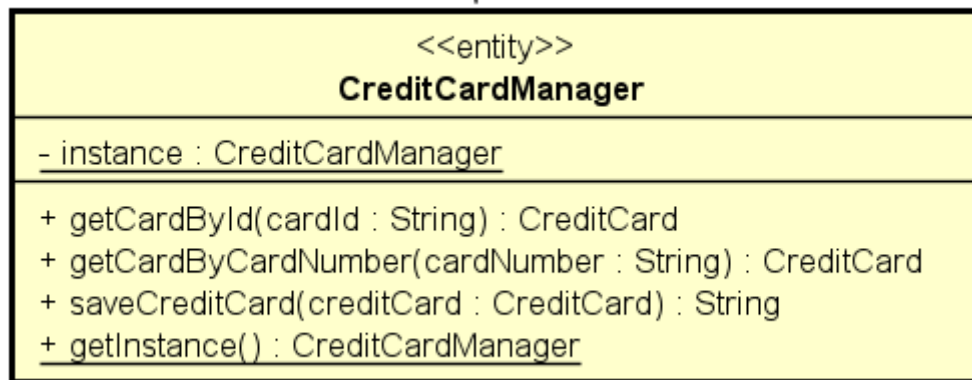 <<entity>>
CreditCardManager
- instance : CreditCardManager
+ getCardById(cardId : String) : CreditCard
+ getCardByCardNumber(cardNumber : String) : CreditCard
+ saveCreditCard(creditCard : CreditCard) : String
+ getInstance() : CreditCardManager